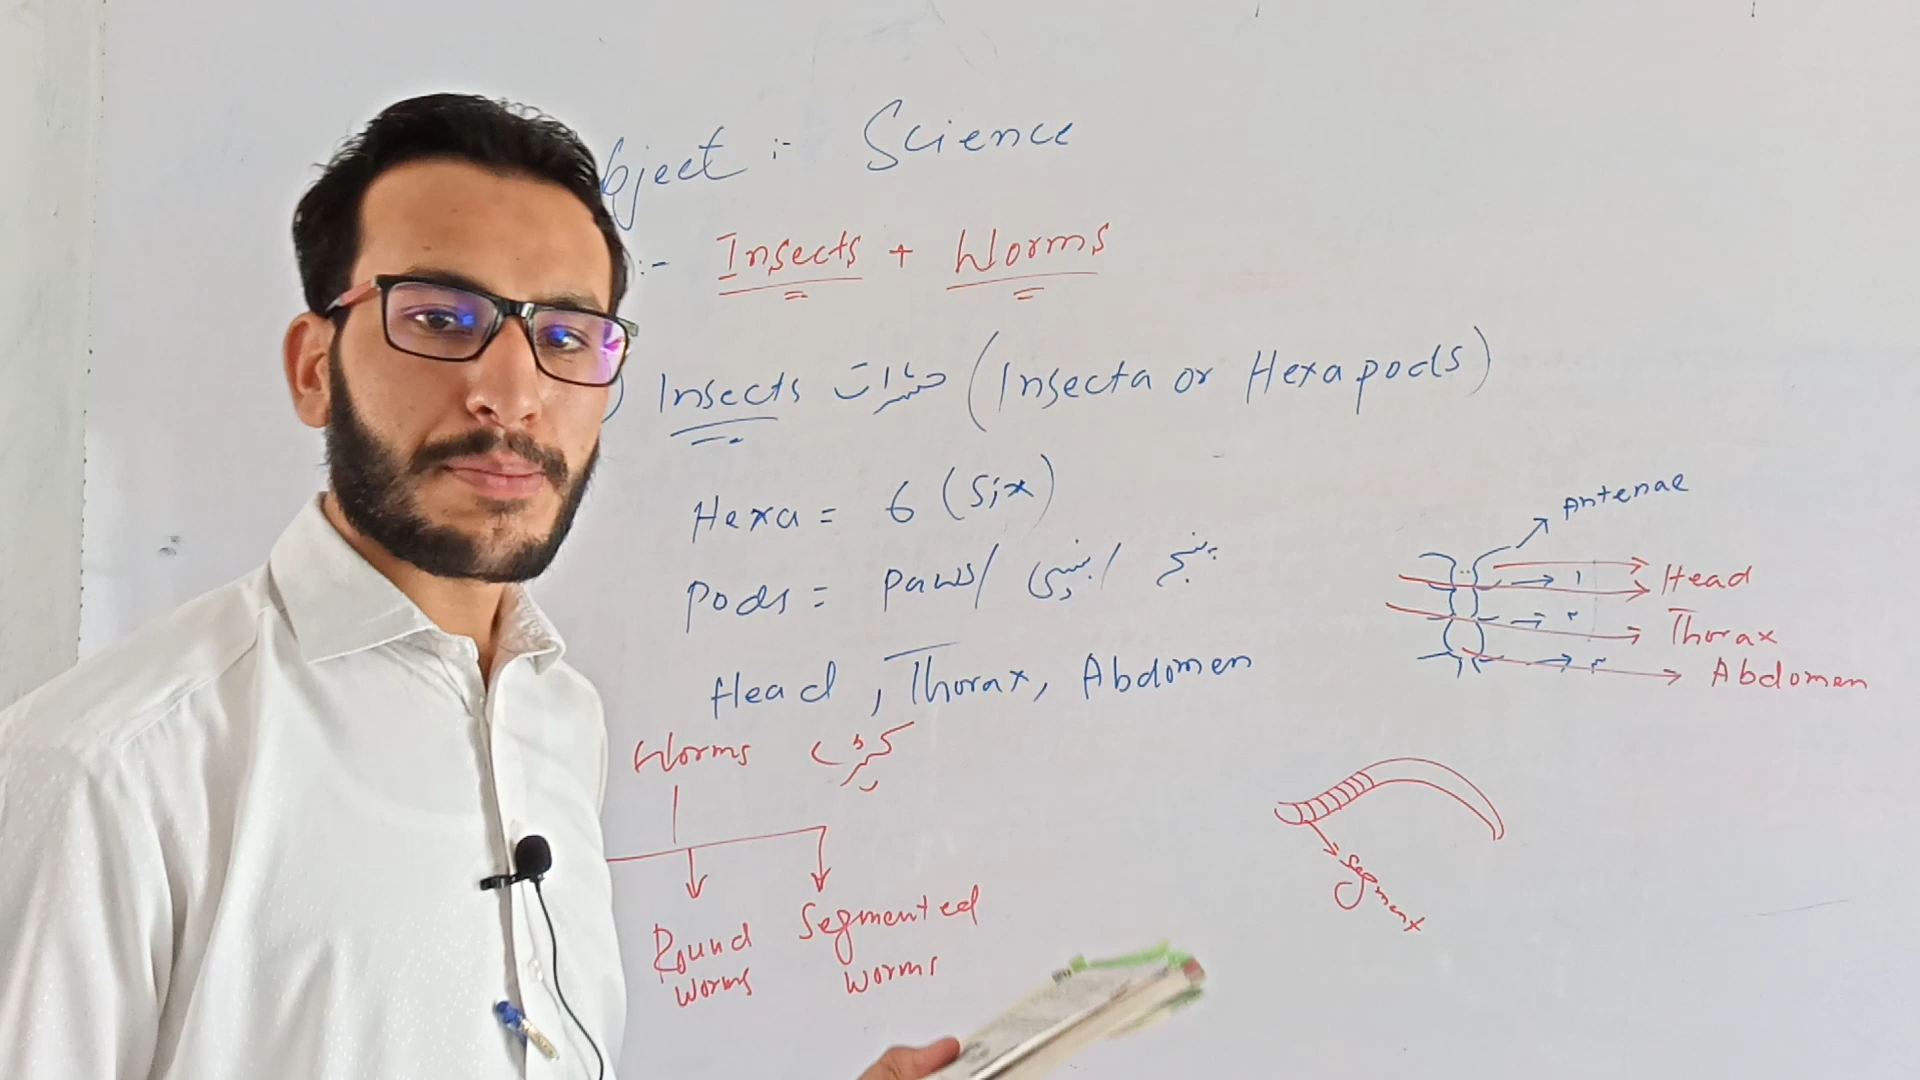 bject :- Science
:- Insects + Worms
) Insects حشرات (Insecta or Hexapods)
Hexa = 6 (Six)
Pods = Paws/ / پنجے
Head, Thorax, Abdomen
Antenae
Head
Thorax
Abdomen
Worms کیڑے
Round Worms
Segmented Worms
Segment